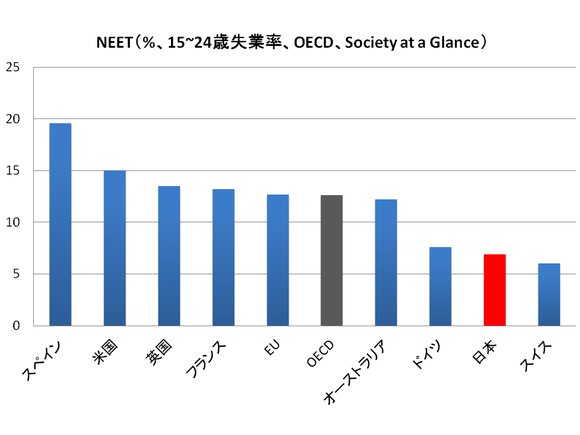 NEET(%、15~24歳失業率、OECD、Society at a Glance)
25
20
15
10
5
0
スペイン
米国
英国
フランス
EU
OECD
オーストラリア
ドイツ
日本
スイス